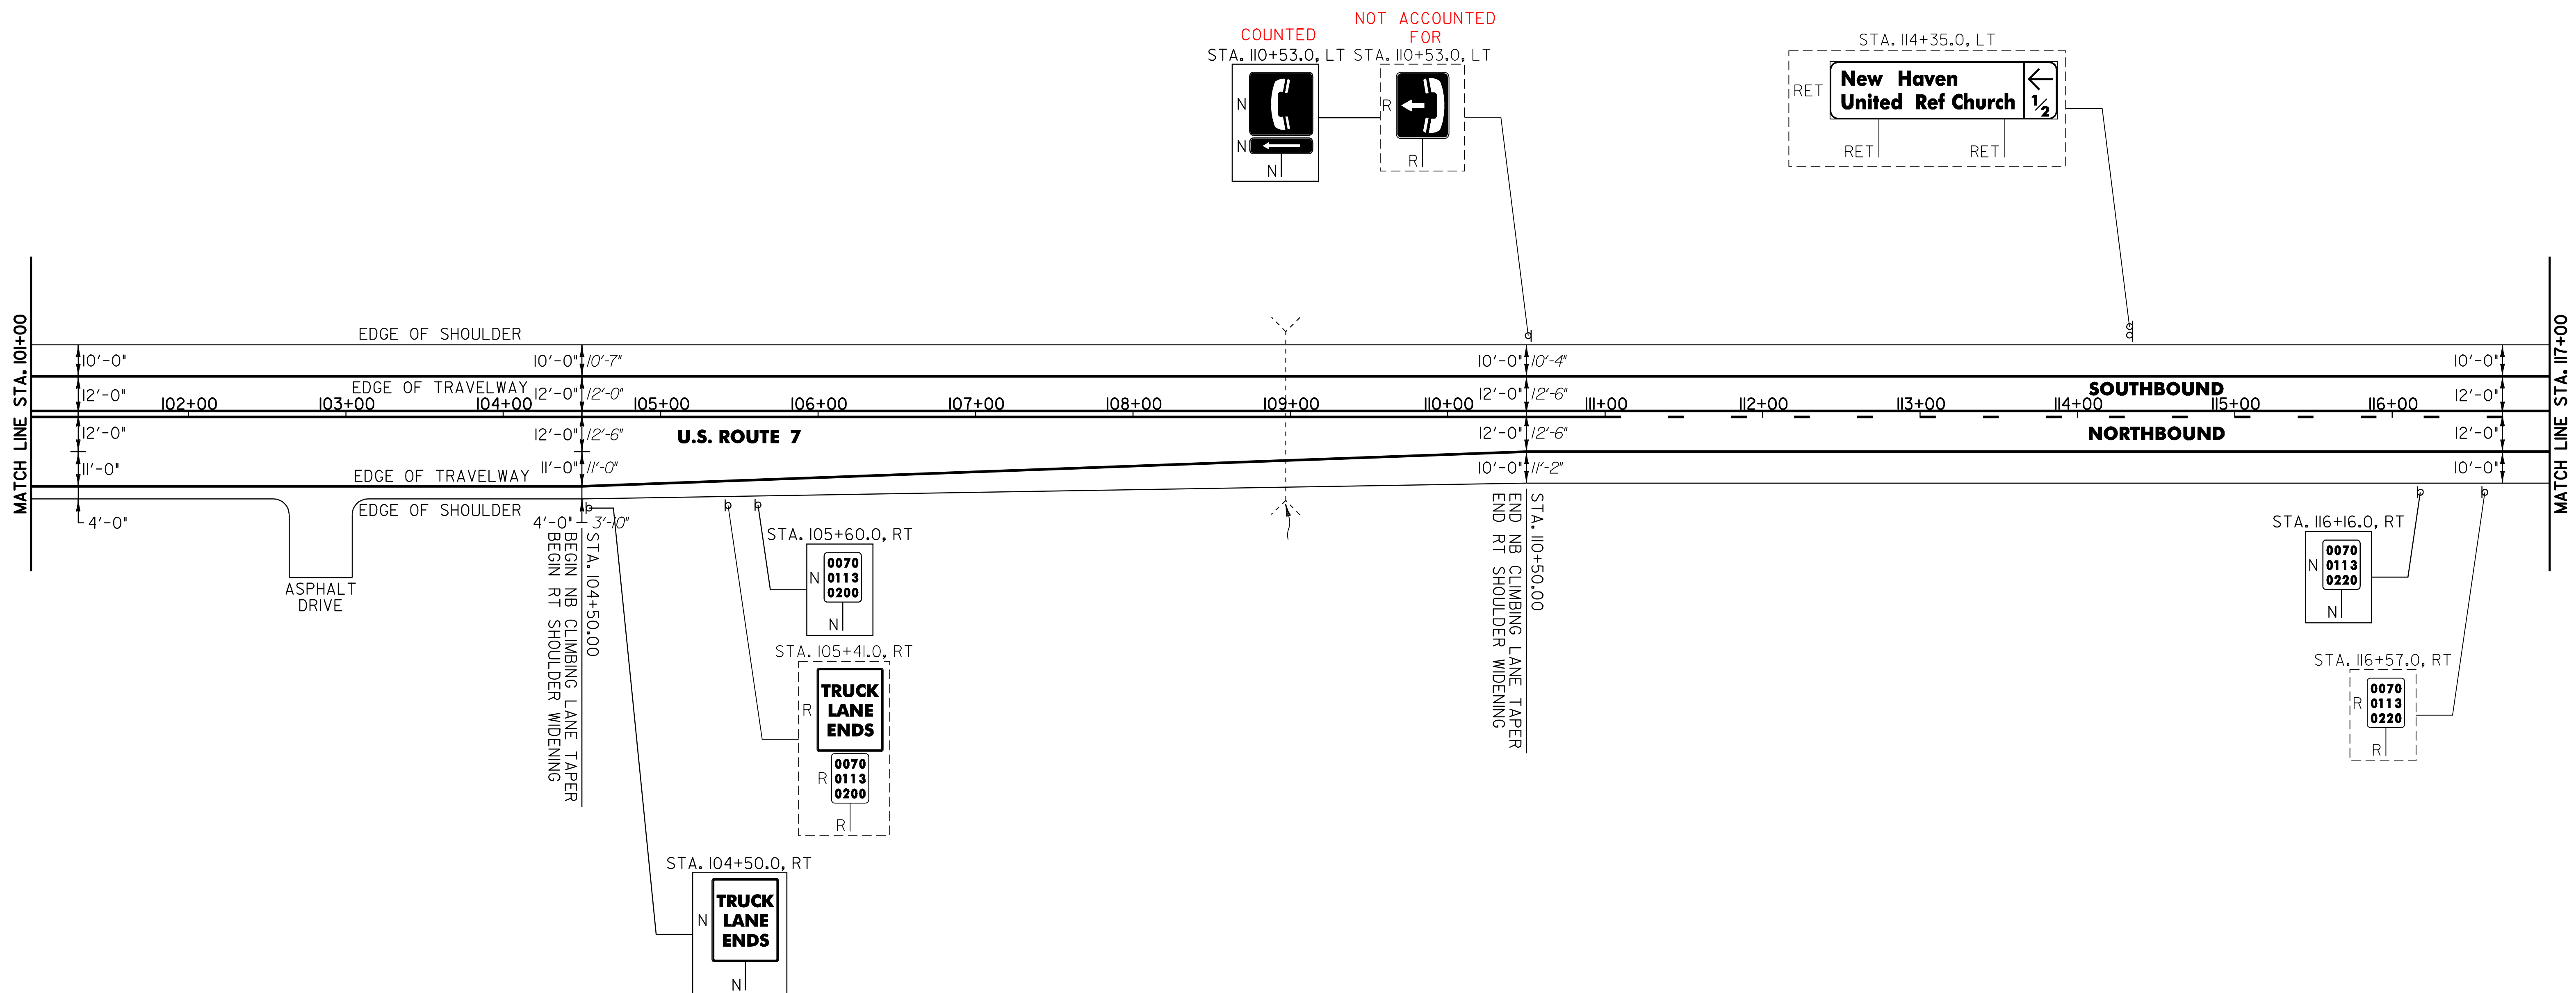 NOT ACCOUNTED
FOR
COUNTED
STA. 110+53.0, LT
STA. 110+53.0, LT
N
N
N
R
R
STA. 114+35.0, LT
RET
New Haven
United Ref Church
1/2
RET
RET
MATCH LINE STA. 101+00
MATCH LINE STA. 117+00
EDGE OF SHOULDER
10'-0"
10'-0"
10'-7"
10'-0"
10'-4"
10'-0"
EDGE OF TRAVELWAY
12'-0"
12'-0"
12'-0"
12'-0"
12'-6"
SOUTHBOUND
12'-0"
102+00
103+00
104+00
105+00
106+00
107+00
108+00
109+00
110+00
111+00
112+00
113+00
114+00
115+00
116+00
12'-0"
12'-0"
12'-6"
U.S. ROUTE 7
12'-0"
12'-6"
NORTHBOUND
12'-0"
11'-0"
EDGE OF TRAVELWAY
11'-0"
11'-0"
10'-0"
11'-2"
10'-0"
EDGE OF SHOULDER
4'-0"
4'-0"
3'-10"
ASPHALT
DRIVE
STA. 104+50.00
BEGIN NB CLIMBING LANE TAPER
BEGIN RT SHOULDER WIDENING
STA. 110+50.00
END NB CLIMBING LANE TAPER
END RT SHOULDER WIDENING
STA. 105+60.0, RT
N
0070
0113
0200
N
STA. 105+41.0, RT
R
TRUCK
LANE
ENDS
R
0070
0113
0200
R
STA. 104+50.0, RT
N
TRUCK
LANE
ENDS
N
STA. 116+16.0, RT
N
0070
0113
0220
N
STA. 116+57.0, RT
R
0070
0113
0220
R